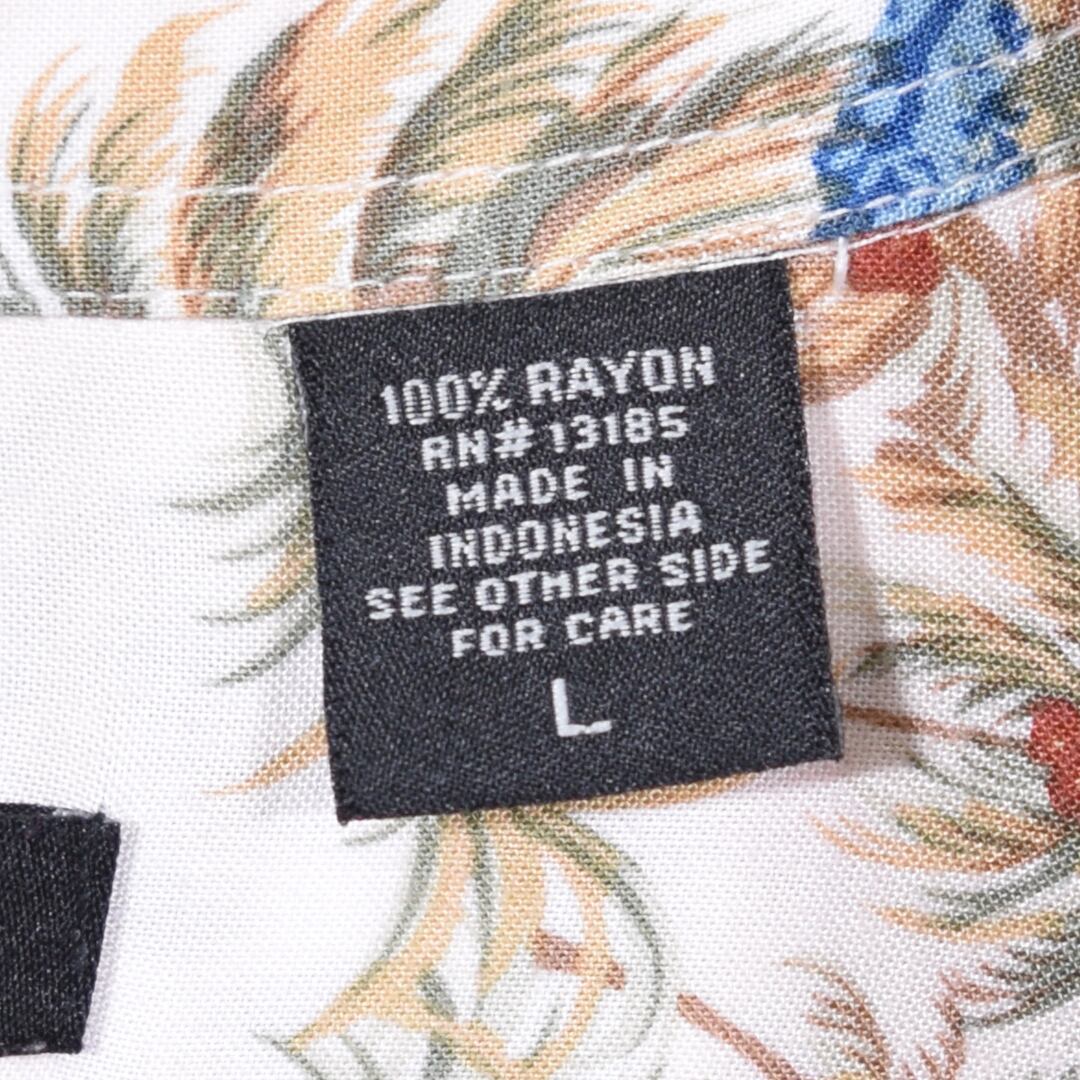 100% RAYON
RN# 13185
MADE IN
INDONESIA
SEE OTHER SIDE
FOR CARE
L